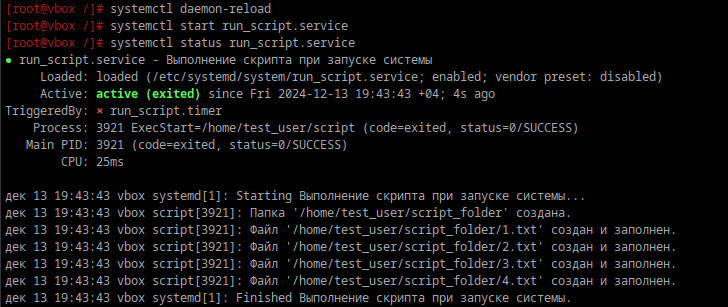 [root@vbox /]# systemctl daemon-reload
[root@vbox /]# systemctl start run_script.service
[root@vbox /]# systemctl status run_script.service
● run_script.service - Выполнение скрипта при запуске системы
Loaded: loaded (/etc/systemd/system/run_script.service; enabled; vendor preset: disabled)
Active: active (exited) since Fri 2024-12-13 19:43:43 +04; 4s ago
TriggeredBy: × run_script.timer
Process: 3921 ExecStart=/home/test_user/script (code=exited, status=0/SUCCESS)
Main PID: 3921 (code=exited, status=0/SUCCESS)
CPU: 25ms
дек 13 19:43:43 vbox systemd[1]: Starting Выполнение скрипта при запуске системы...
дек 13 19:43:43 vbox script[3921]: Папка '/home/test_user/script_folder' создана.
дек 13 19:43:43 vbox script[3921]: Файл '/home/test_user/script_folder/1.txt' создан и заполнен.
дек 13 19:43:43 vbox script[3921]: Файл '/home/test_user/script_folder/2.txt' создан и заполнен.
дек 13 19:43:43 vbox script[3921]: Файл '/home/test_user/script_folder/3.txt' создан и заполнен.
дек 13 19:43:43 vbox script[3921]: Файл '/home/test_user/script_folder/4.txt' создан и заполнен.
дек 13 19:43:43 vbox systemd[1]: Finished Выполнение скрипта при запуске системы.